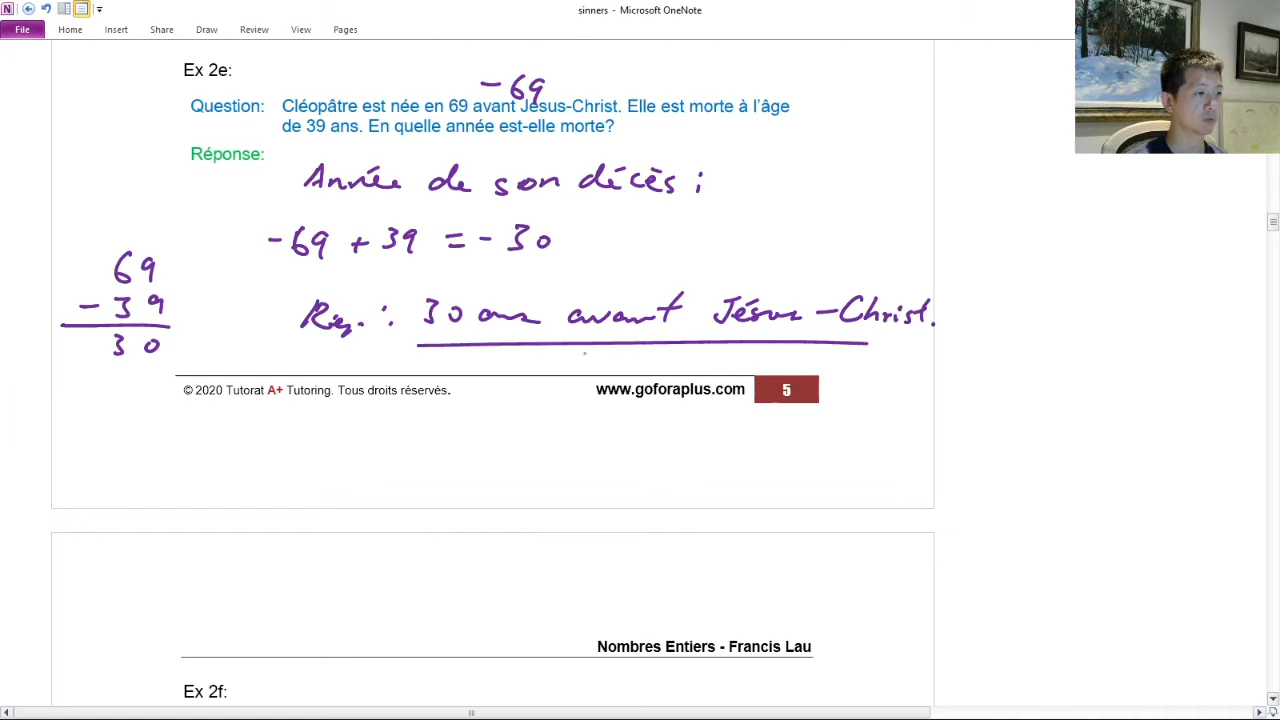 sinners - Microsoft OneNote
File Home Insert Share Draw Review View Pages
Ex 2e:
-69
Question: Cléopâtre est née en 69 avant Jésus-Christ. Elle est morte à l'âge
de 39 ans. En quelle année est-elle morte?
Réponse:
Année de son décès :
-69 + 39 = -30
69
- 39
30
Rép. : 30 ans avant Jésus-Christ.
© 2020 Tutorat A+ Tutoring. Tous droits réservés.
www.goforaplus.com 5
Nombres Entiers - Francis Lau
Ex 2f: